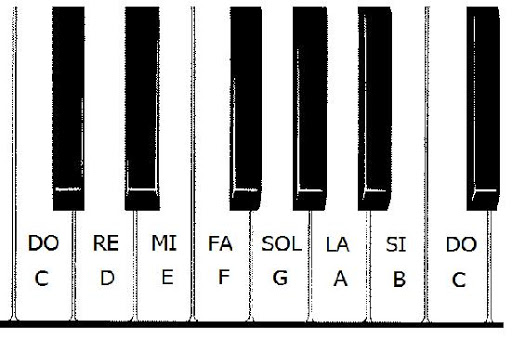 DO RE MI FA SOL LA SI DO
C D E F G A B C